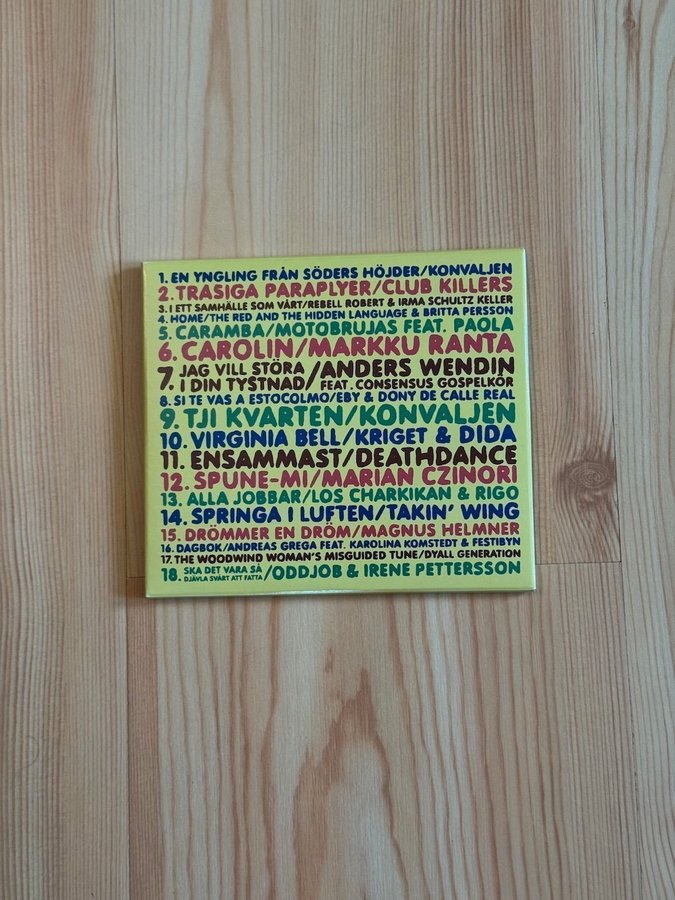 1. EN YNGLING FRÅN SÖDERS HÖJDER/KONVALJEN
2. TRASIGA PARAPLYER/CLUB KILLERS
3. I ETT SAMHÄLLE SOM VÅRT/REBELL ROBERT & IRMA SCHULTZ KELLER
4. HOME/THE RED AND THE HIDDEN LANGUAGE & BRITTA PERSSON
5. CARAMBA/MOTOBRUJAS FEAT. PAOLA
6. CAROLIN/MARKKU RANTA
7. JAG VILL STÖRA I DIN TYSTNAD/ANDERS WENDIN FEAT. CONSENSUS GOSPELKÖR
8. SI TE VAS A ESTOCOLMO/EBY & DONY DE CALLE REAL
9. TJI KVARTEN/KONVALJEN
10. VIRGINIA BELL/KRIGET & DIDA
11. ENSAMMAST/DEATHDANCE
12. SPUNE-MI/MARIAN CZINORI
13. ALLA JOBBAR/LOS CHARKIKAN & RIGO
14. SPRINGA I LUFTEN/TAKIN' WING
15. DRÖMMER EN DRÖM/MAGNUS HELMNER
16. DAGBOK/ANDREAS GREGA FEAT. KAROLINA KOMSTEDT & FESTIBYN
17. THE WOODWIND WOMAN'S MISGUIDED TUNE/DYALL GENERATION
18. SKA DET VARA SÅ DJÄVLA SVÅRT ATT FATTA/ODDJOB & IRENE PETTERSSON